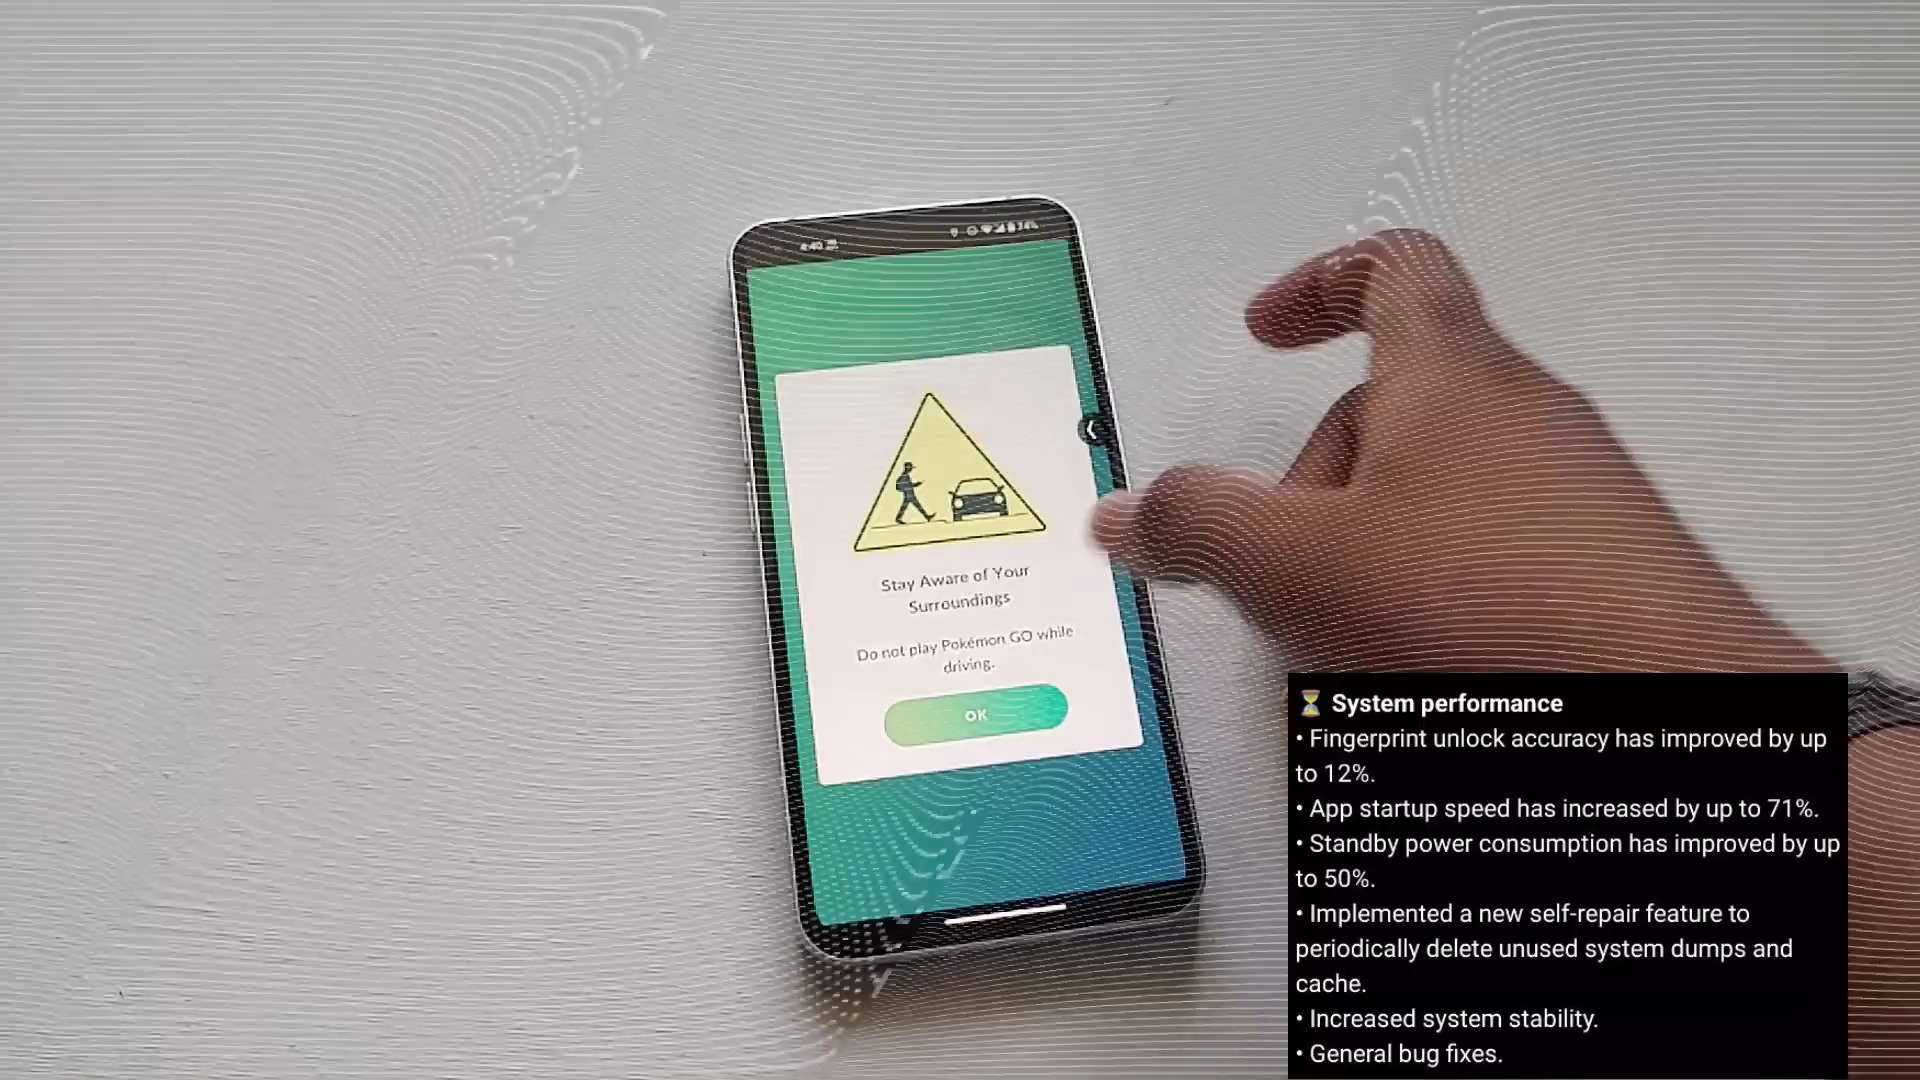 4:40
Stay Aware of Your
Surroundings
Do not play Pokémon GO while
driving.
OK
⏳ System performance
• Fingerprint unlock accuracy has improved by up
to 12%.
• App startup speed has increased by up to 71%.
• Standby power consumption has improved by up
to 50%.
• Implemented a new self-repair feature to
periodically delete unused system dumps and
cache.
• Increased system stability.
• General bug fixes.